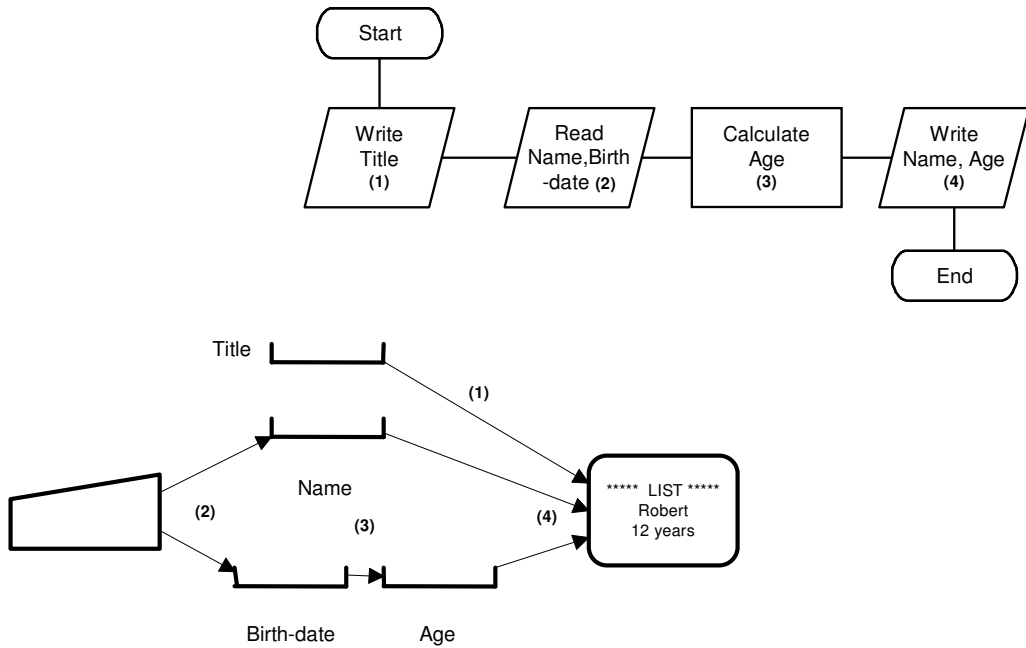 Start
Write
Title
(1)
Read
Name,Birth
-date (2)
Calculate
Age
(3)
Write
Name, Age
(4)
End
Title
(1)
Name
(2)
(3)
(4)
***** LIST *****
Robert
12 years
Birth-date
Age